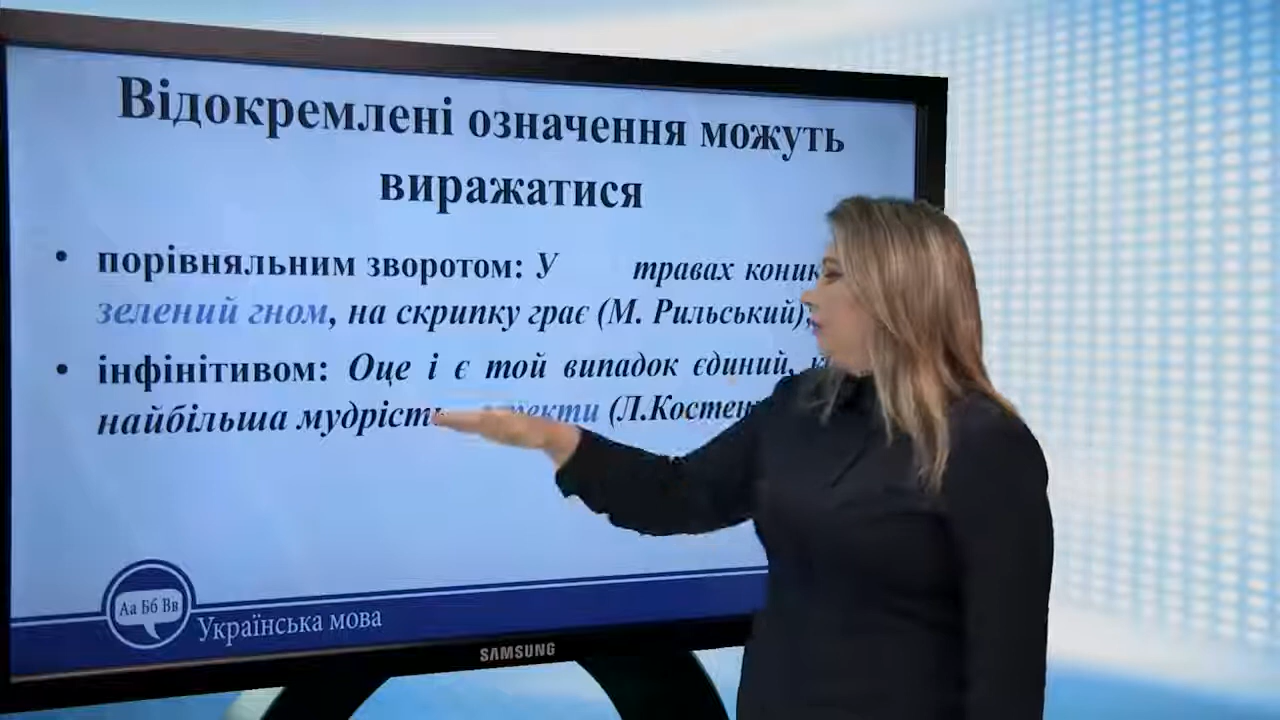 Відокремлені означення можуть
виражатися
• порівняльним зворотом: У травах
зелений гном, на скрипку грає (М. Рильський);
• інфінітивом: Оце і є той випадок єдиний,
найбільша мудрість
Аа Бб Вв
Українська мова
SAMSUNG